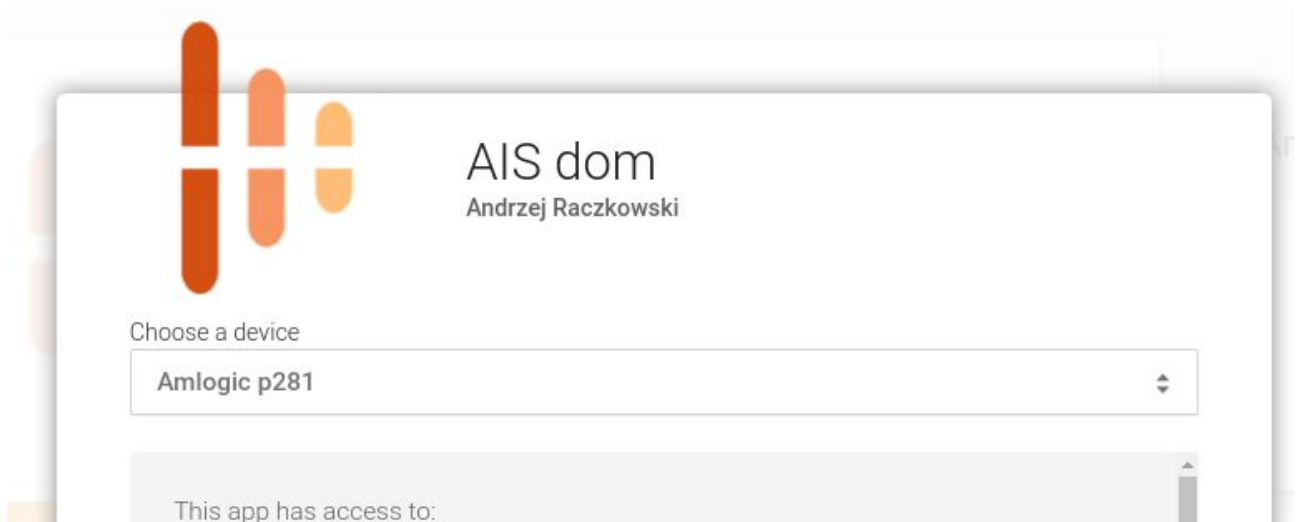 AIS dom
Andrzej Raczkowski
Choose a device
Amlogic p281
This app has access to: